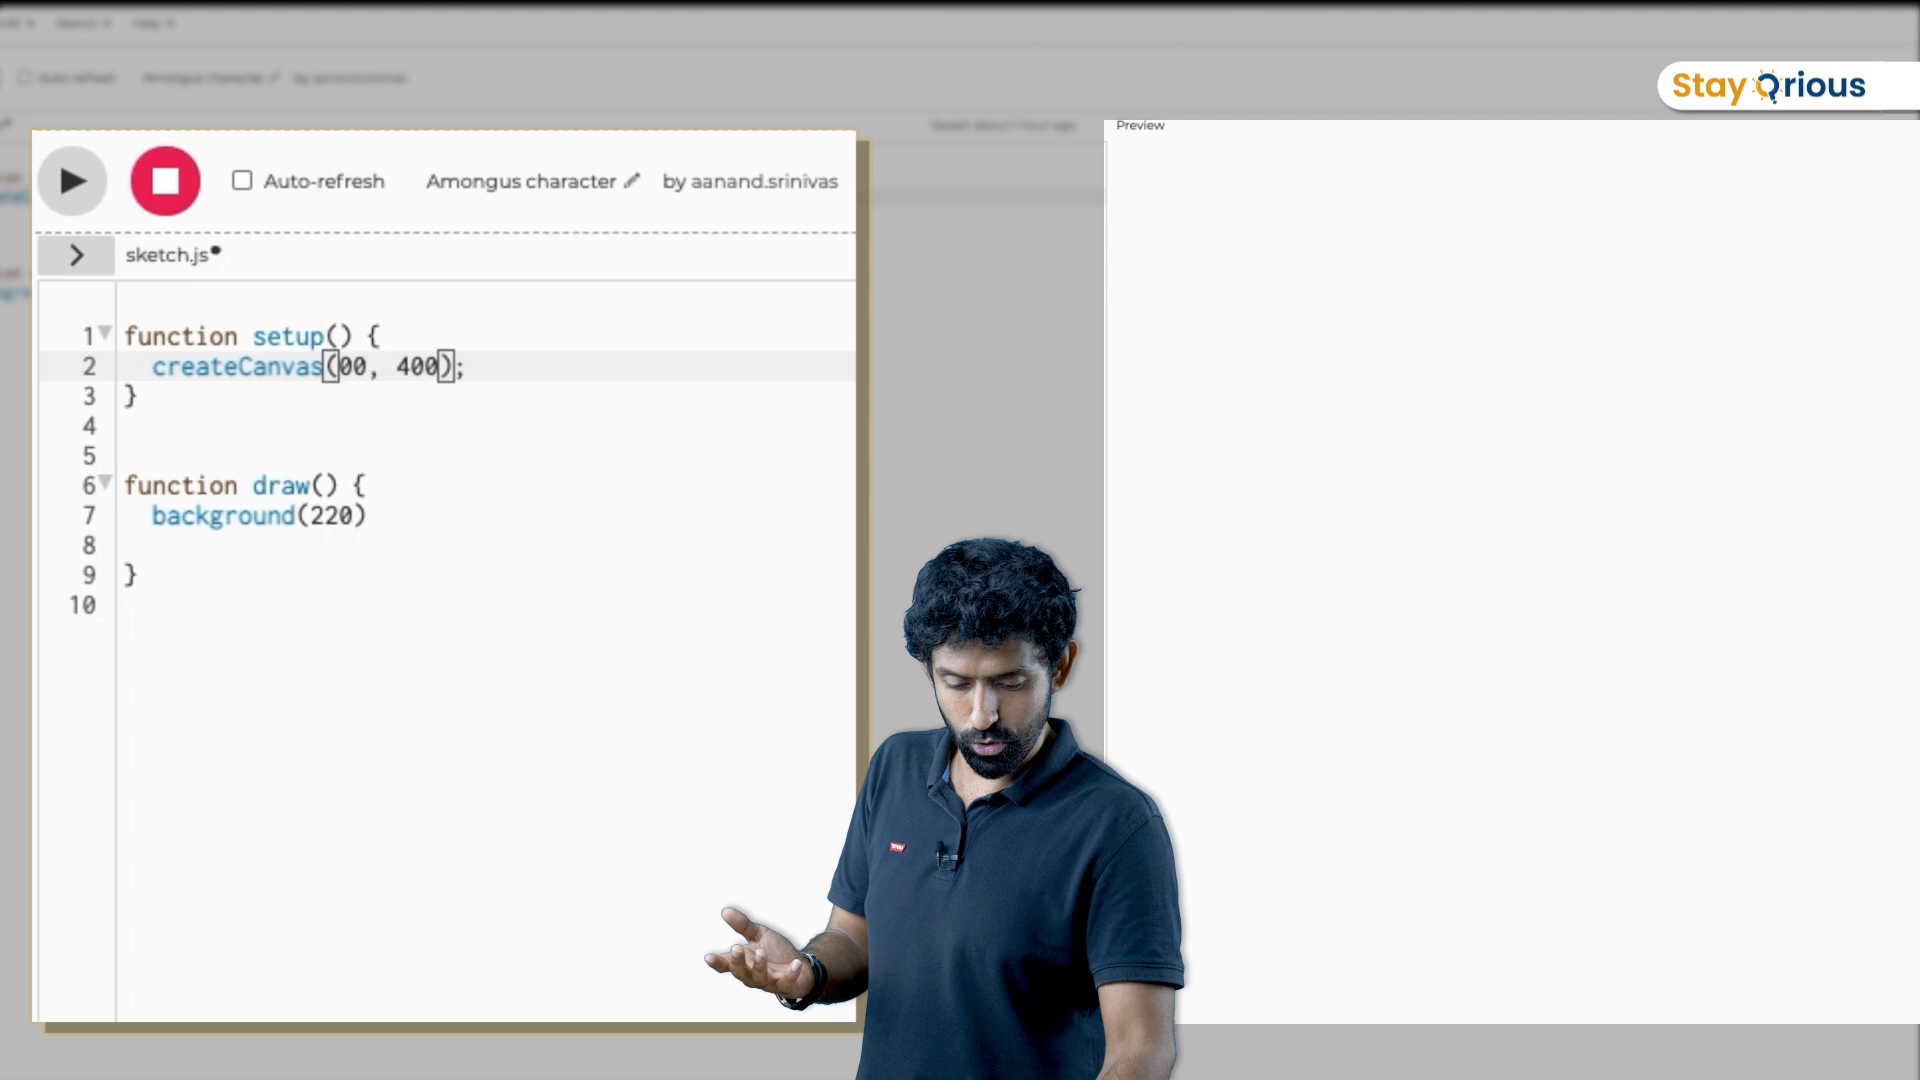 Stay Qrious
Preview
Auto-refresh
Amongus character
by aanand.srinivas
sketch.js
1 function setup() {
2 createCanvas(00, 400);
3 }
4
5
6 function draw() {
7 background(220)
8
9 }
10